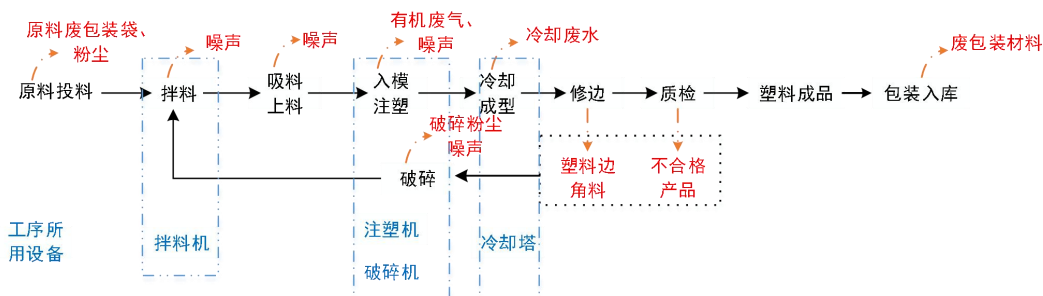 原料废包装袋、
粉尘
噪声
噪声
有机废气、
噪声
冷却废水
废包装材料
原料投料
拌料
吸料
上料
入模
注塑
冷却
成型
修边
质检
塑料成品
包装入库
破碎粉尘
噪声
破碎
塑料边
角料
不合格
产品
工序所
用设备
拌料机
注塑机
破碎机
冷却塔